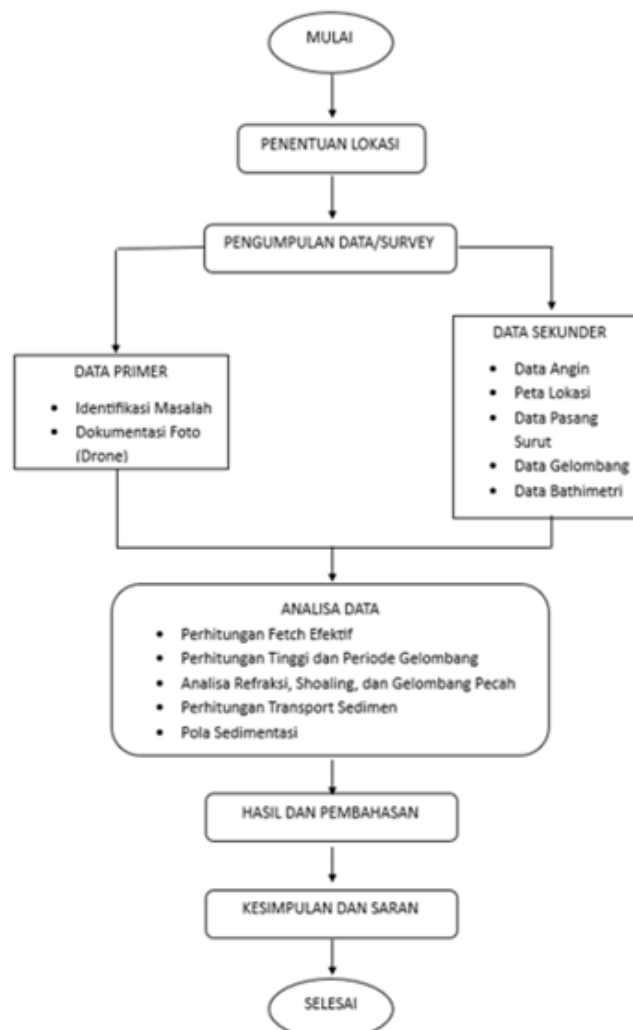 MULAI
PENENTUAN LOKASI
PENGUMPULAN DATA/SURVEY
DATA PRIMER
• Identifikasi Masalah
• Dokumentasi Foto
(Drone)
DATA SEKUNDER
• Data Angin
• Peta Lokasi
• Data Pasang
Surut
• Data Gelombang
• Data Bathimetri
ANALISA DATA
• Perhitungan Fetch Efektif
• Perhitungan Tinggi dan Periode Gelombang
• Analisa Refraksi, Shoaling, dan Gelombang Pecah
• Perhitungan Transport Sedimen
• Pola Sedimentasi
HASIL DAN PEMBAHASAN
KESIMPULAN DAN SARAN
SELESAI